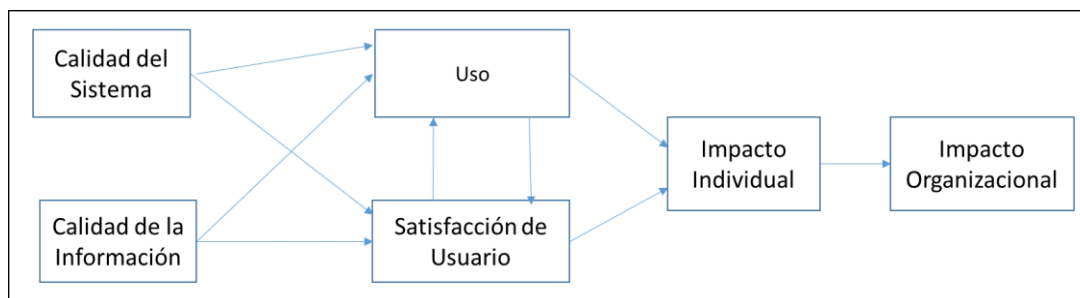 Calidad del
Sistema
Uso
Impacto
Individual
Impacto
Organizacional
Calidad de la
Información
Satisfacción de
Usuario